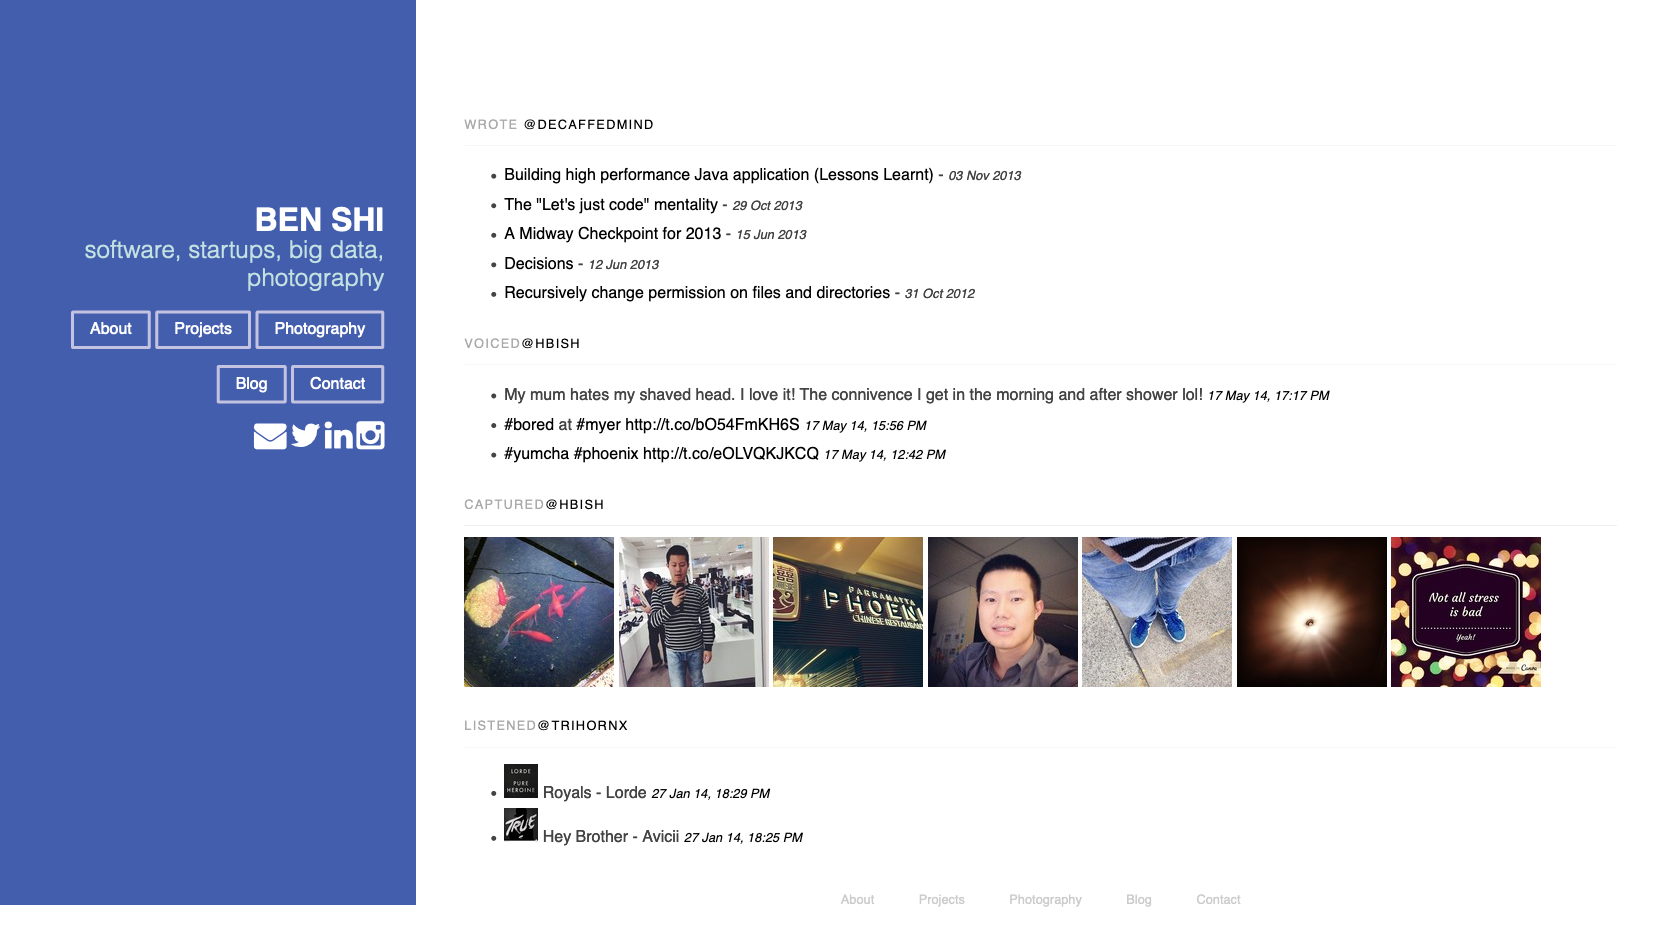 BEN SHI
software, startups, big data,
photography
About Projects Photography
Blog Contact
WROTE @DECAFFEDMIND
Building high performance Java application (Lessons Learnt) - 03 Nov 2013
The "Let's just code" mentality - 29 Oct 2013
A Midway Checkpoint for 2013 - 15 Jun 2013
Decisions - 12 Jun 2013
Recursively change permission on files and directories - 31 Oct 2012
VOICED@HBISH
My mum hates my shaved head. I love it! The connivence I get in the morning and after shower lol! 17 May 14, 17:17 PM
#bored at #myer http://t.co/bO54FmKH6S 17 May 14, 15:56 PM
#yumcha #phoenix http://t.co/eOLVQKJKCQ 17 May 14, 12:42 PM
CAPTURED@HBISH
PARRAMATTA
PHOENI
CHINESE RESTAURAN
Not all stress
is bad
Yeah!
Canva
LISTENED@TRIHORNX
LORDE
PURE
HEROINE
Royals - Lorde 27 Jan 14, 18:29 PM
TRUE
Hey Brother - Avicii 27 Jan 14, 18:25 PM
About Projects Photography Blog Contact